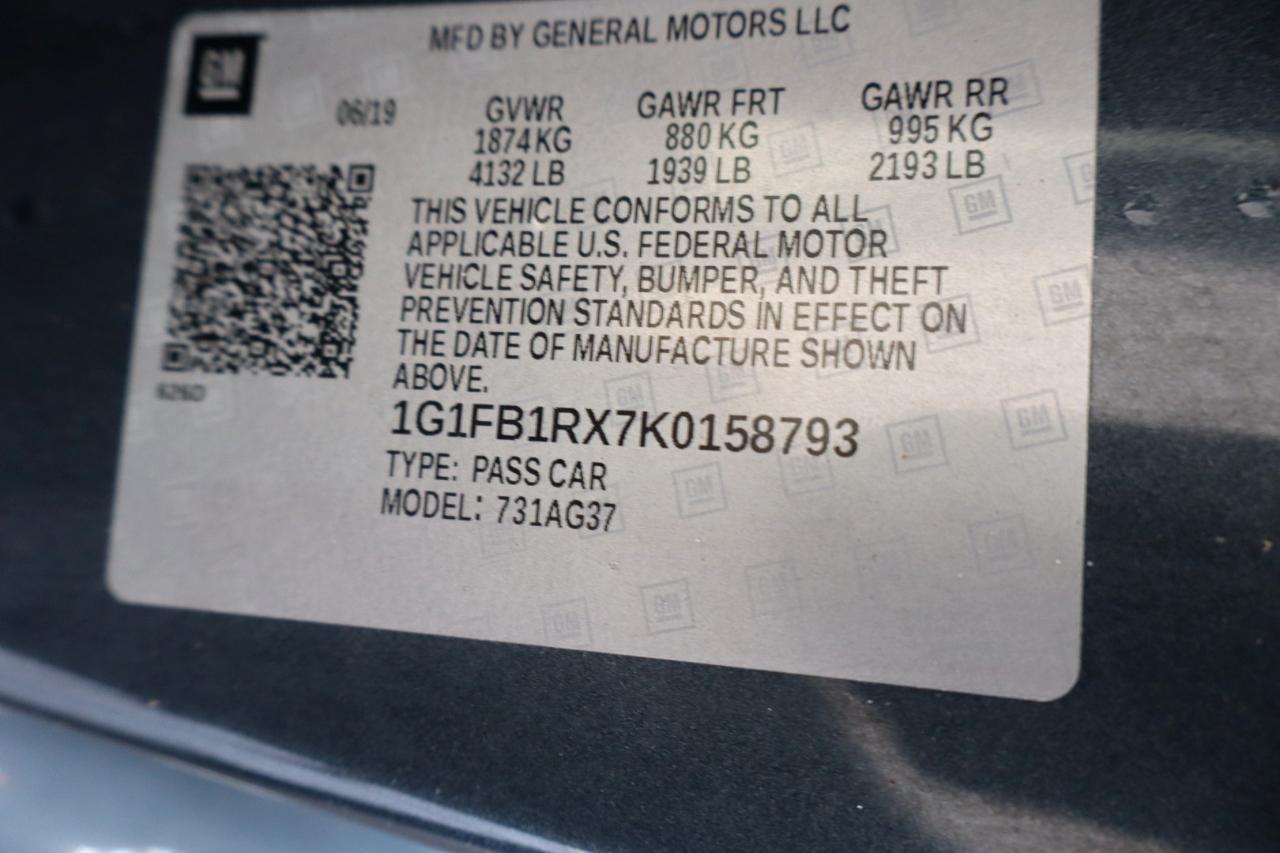 GM
MFD BY GENERAL MOTORS LLC
06/19 GVWR GAWR FRT GAWR RR
1874 KG 880 KG 995 KG
4132 LB 1939 LB 2193 LB
THIS VEHICLE CONFORMS TO ALL
APPLICABLE U.S. FEDERAL MOTOR
VEHICLE SAFETY, BUMPER, AND THEFT
PREVENTION STANDARDS IN EFFECT ON
THE DATE OF MANUFACTURE SHOWN
ABOVE.
1G1FB1RX7K0158793
TYPE: PASS CAR
MODEL: 731AG37